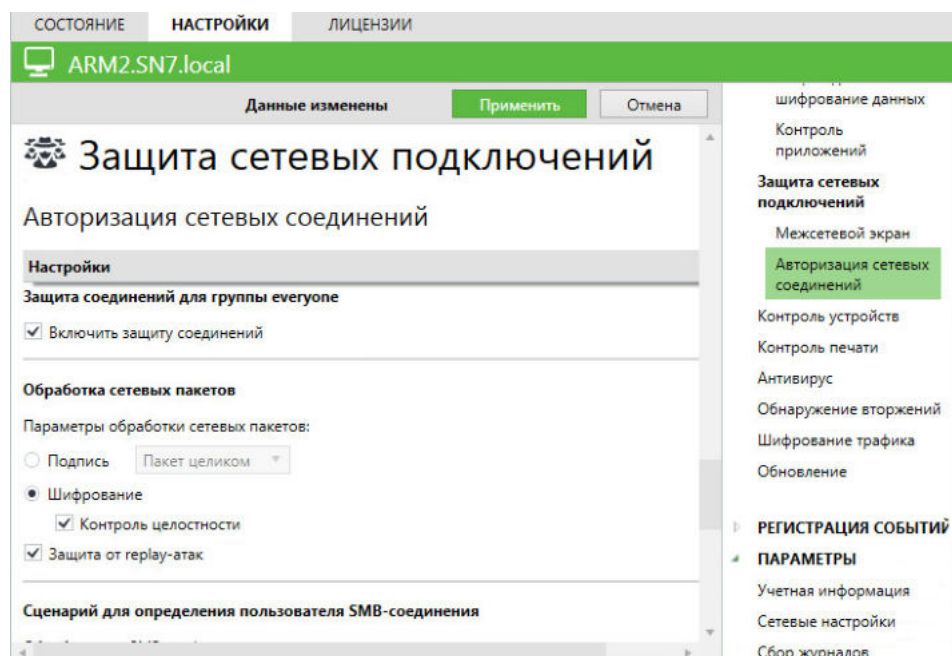 СОСТОЯНИЕ НАСТРОЙКИ ЛИЦЕНЗИИ
ARM2.SN7.local
Данные изменены Применить Отмена
Защита сетевых подключений
Авторизация сетевых соединений
Настройки
Защита соединений для группы everyone
Включить защиту соединений
Обработка сетевых пакетов
Параметры обработки сетевых пакетов:
Подпись Пакет целиком
Шифрование
Контроль целостности
Защита от replay-атак
Сценарий для определения пользователя SMB-соединения
шифрование данных
Контроль
приложений
Защита сетевых
подключений
Межсетевой экран
Авторизация сетевых
соединений
Контроль устройств
Контроль печати
Антивирус
Обнаружение вторжений
Шифрование трафика
Обновление
РЕГИСТРАЦИЯ СОБЫТИЙ
ПАРАМЕТРЫ
Учетная информация
Сетевые настройки
Сбор журналов